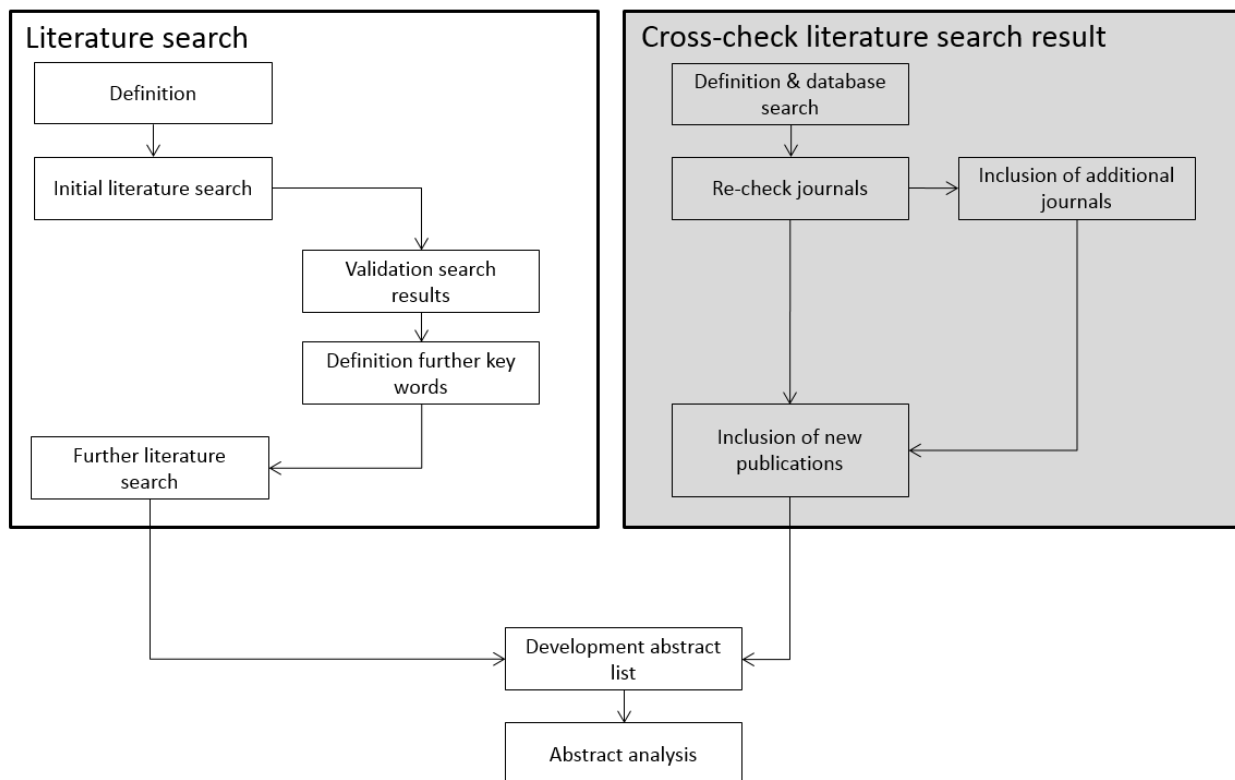 Literature search
Definition
Initial literature search
Validation search
results
Definition further key
words
Further literature
search
Cross-check literature search result
Definition & database
search
Re-check journals
Inclusion of additional
journals
Inclusion of new
publications
Development abstract
list
Abstract analysis